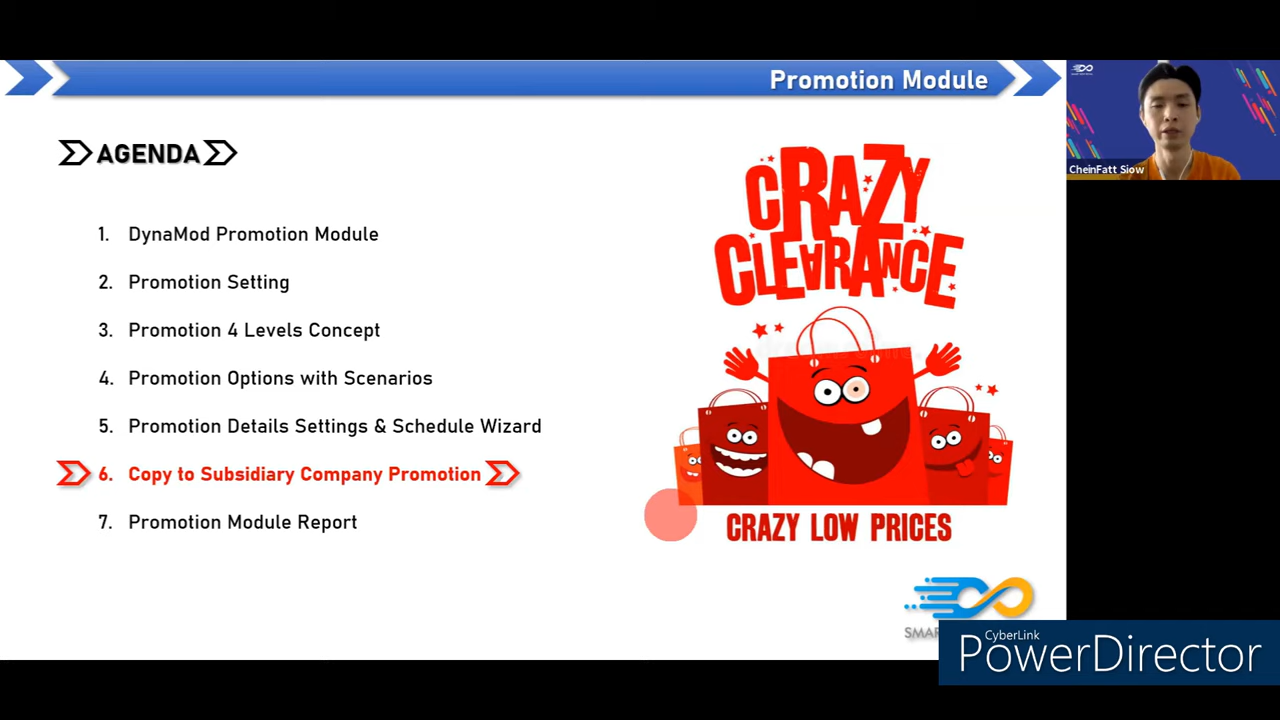 Promotion Module
AGENDA
1. DynaMod Promotion Module
2. Promotion Setting
3. Promotion 4 Levels Concept
4. Promotion Options with Scenarios
5. Promotion Details Settings & Schedule Wizard
6. Copy to Subsidiary Company Promotion
7. Promotion Module Report
CRAZY
CLEARANCE
CRAZY LOW PRICES
CheinFatt Siow
SMAR
CyberLink
PowerDirector